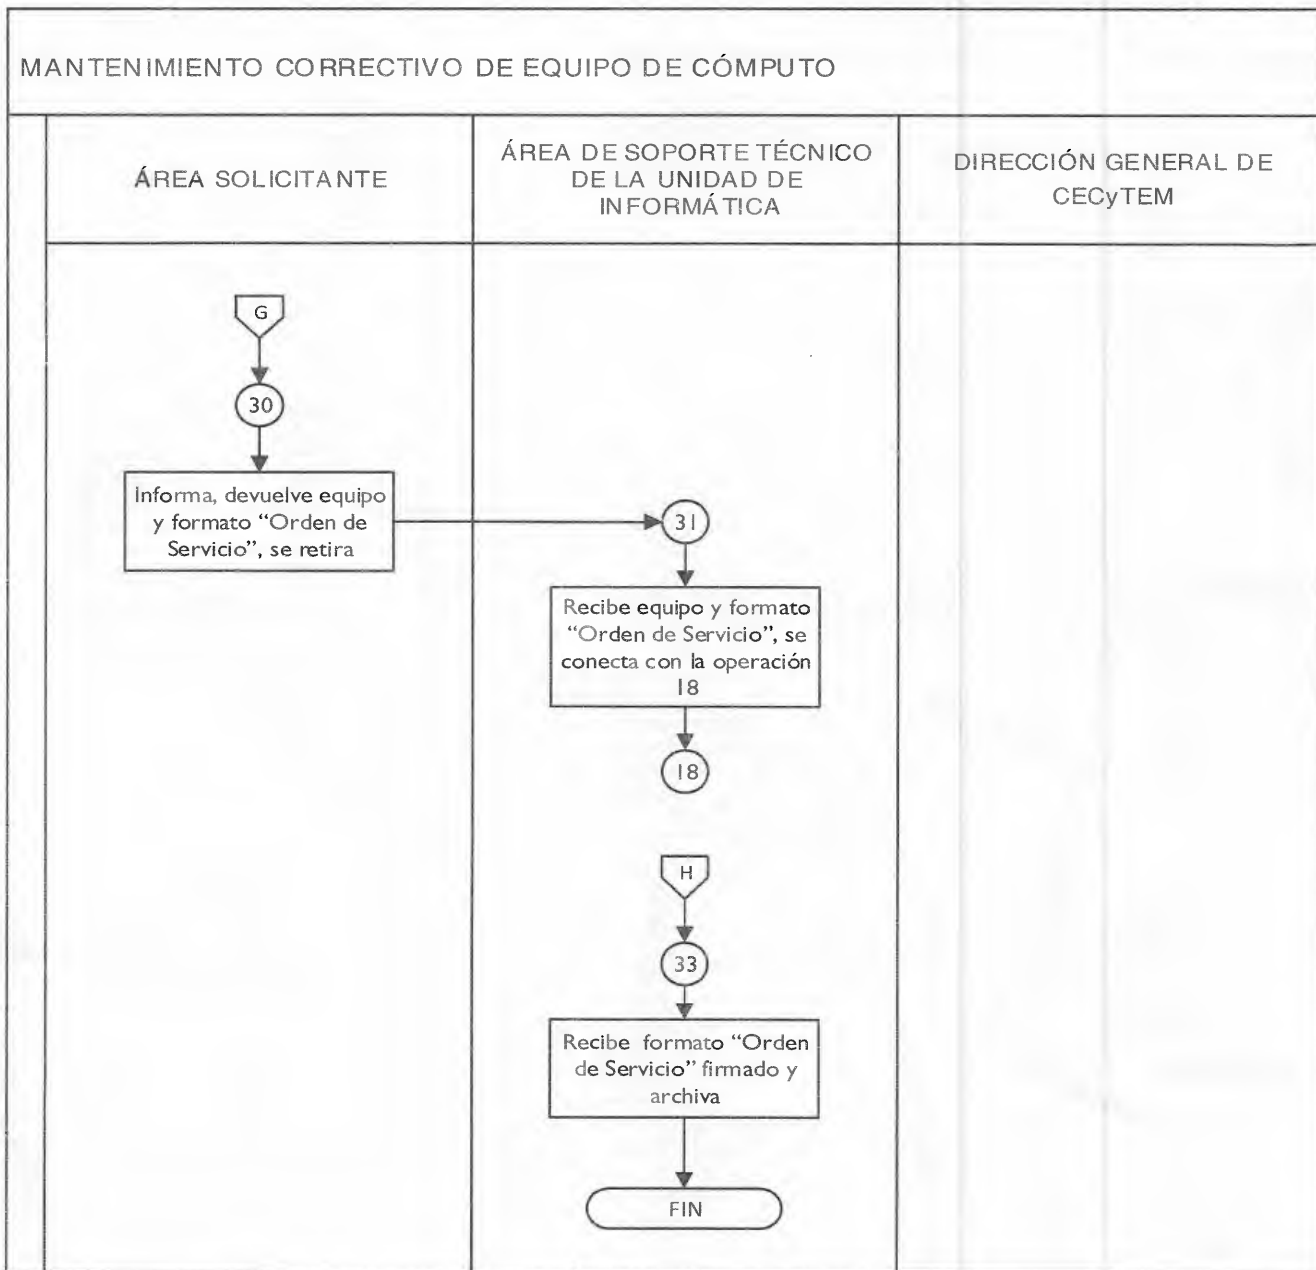 MANTENIMIENTO CORRECTIVO DE EQUIPO DE CÓMPUTO
ÁREA SOLICITANTE
ÁREA DE SOPORTE TÉCNICO
DE LA UNIDAD DE
INFORMÁTICA
DIRECCIÓN GENERAL DE
CECyTEM
G
30
Informa, devuelve equipo
y formato “Orden de
Servicio”, se retira
31
Recibe equipo y formato
“Orden de Servicio”, se
conecta con la operación
18
18
H
33
Recibe formato “Orden
de Servicio” firmado y
archiva
FIN